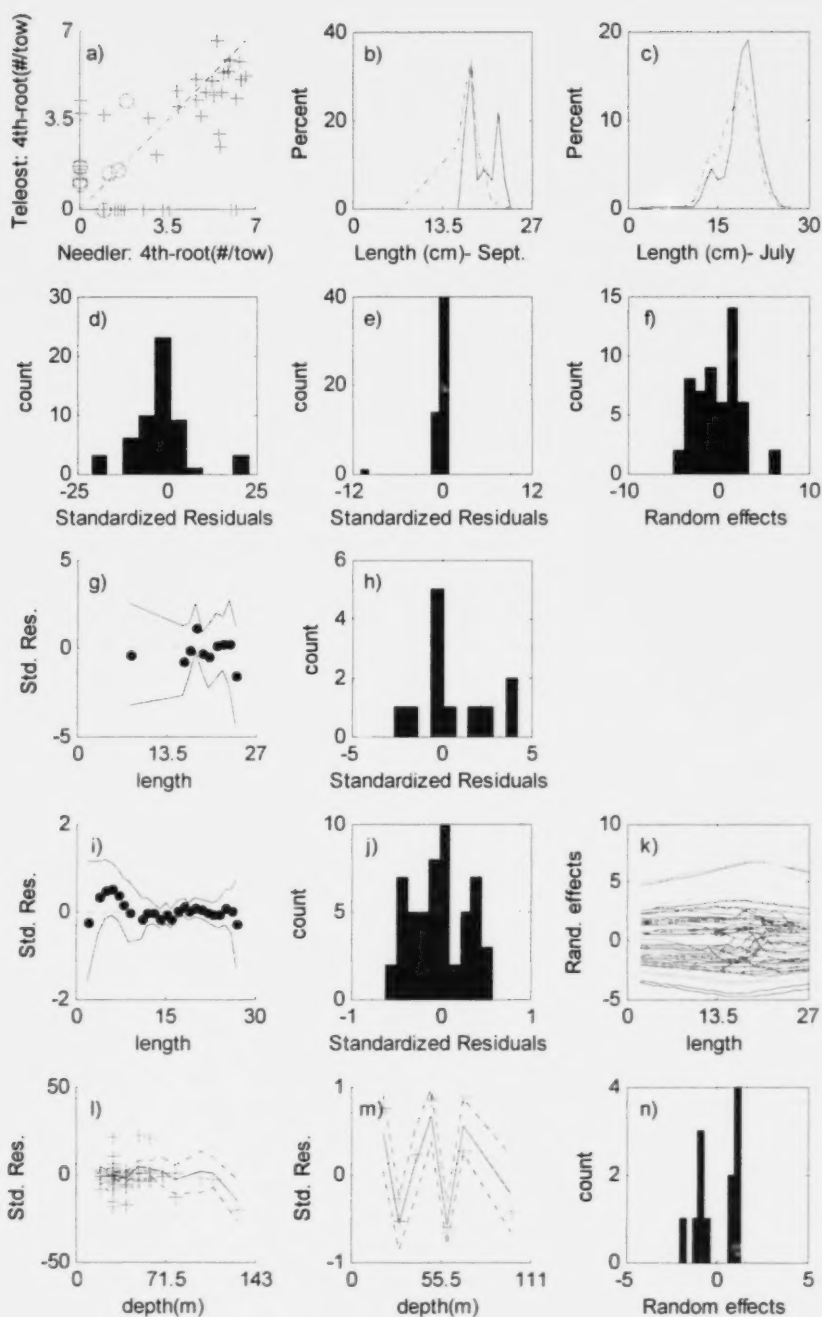 a)
Teleost: 4th-root(#/tow)
7
3.5
0
0
3.5
7
Needler: 4th-root(#/tow)
b)
Percent
40
20
0
0
13.5
27
Length (cm)- Sept.
c)
Percent
20
10
0
0
15
30
Length (cm)- July
d)
count
30
20
10
0
-25
0
25
Standardized Residuals
e)
count
40
20
0
-12
0
12
Standardized Residuals
f)
count
15
10
5
0
-10
0
10
Random effects
g)
Std. Res.
5
0
-5
0
13.5
27
length
h)
count
6
4
2
0
-5
0
5
Standardized Residuals
i)
Std. Res.
2
0
-2
0
15
30
length
j)
count
10
5
0
-1
0
1
Standardized Residuals
k)
Rand. effects
10
5
0
-5
0
13.5
27
length
l)
Std. Res.
50
0
-50
0
71.5
143
depth(m)
m)
Std. Res.
1
0
-1
0
55.5
111
depth(m)
n)
count
4
2
0
-5
0
5
Random effects